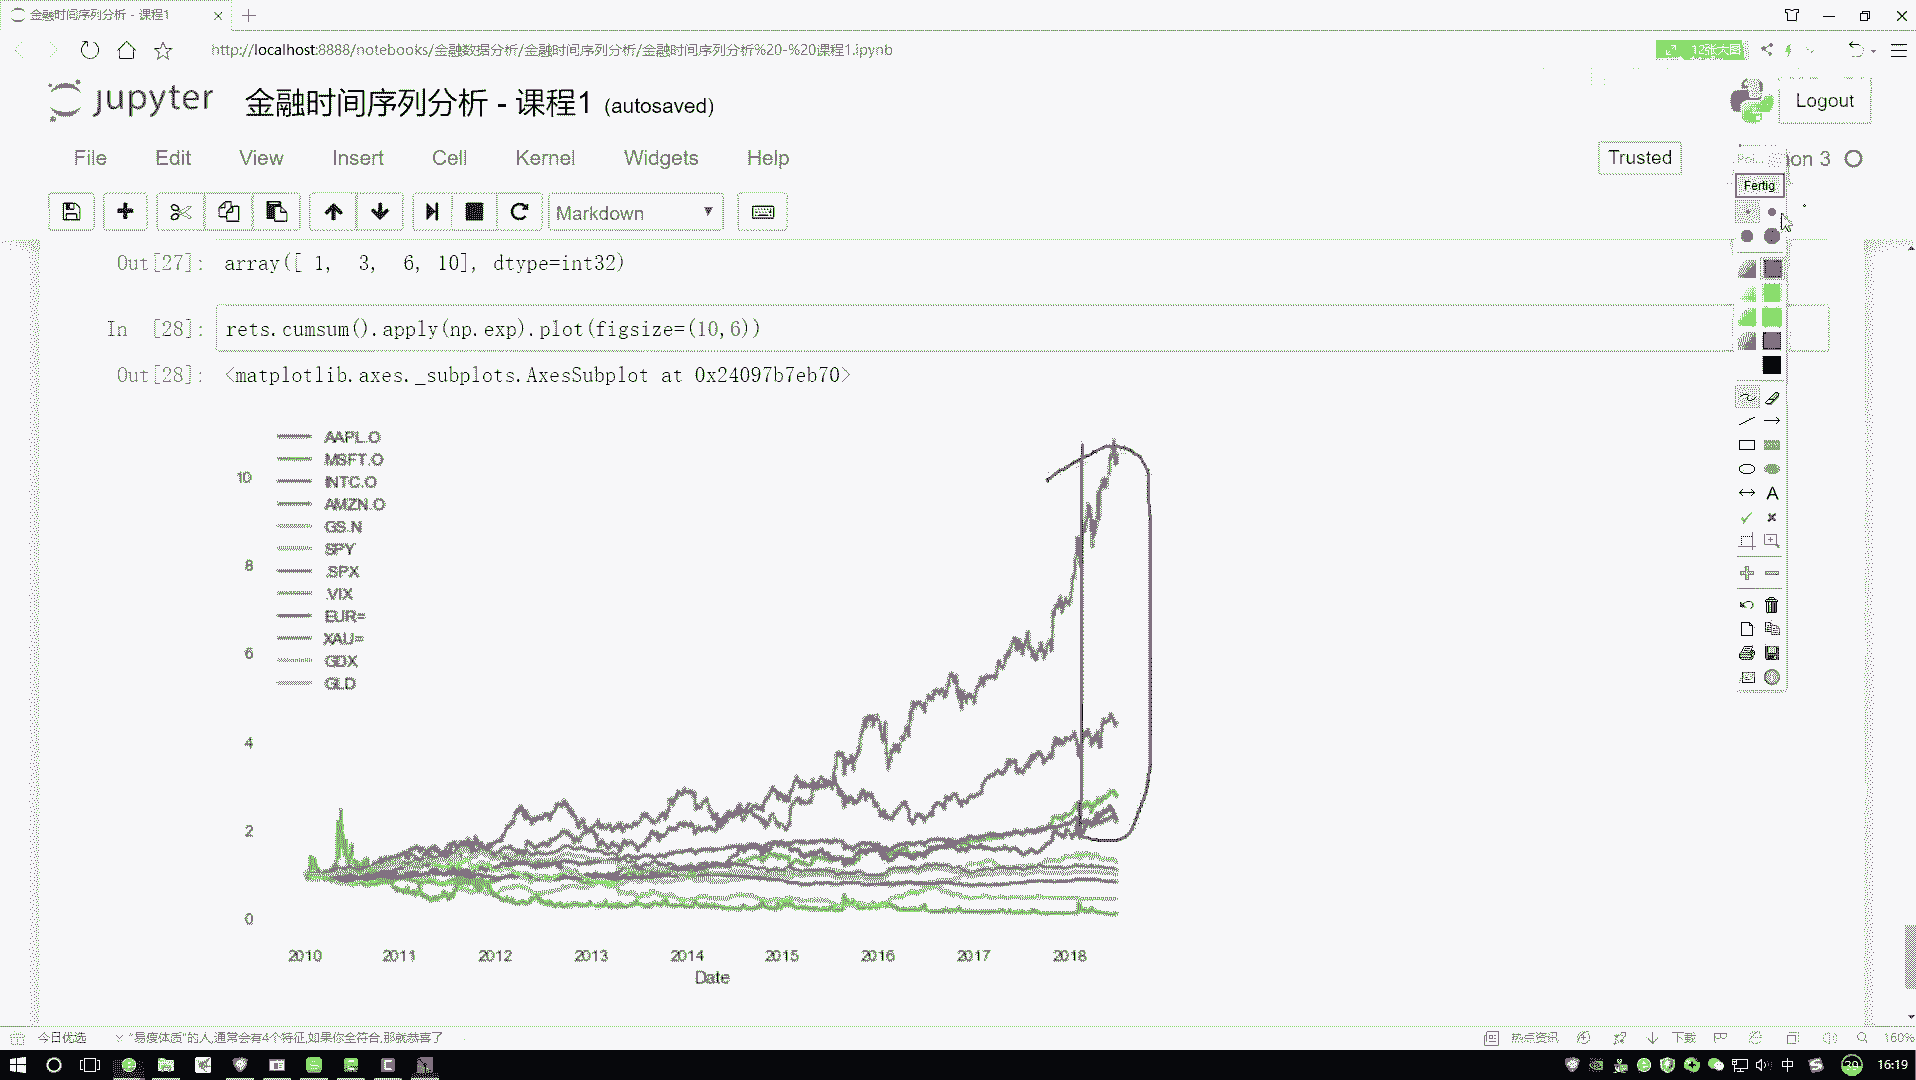 金融时间序列分析 - 课程1
http://localhost:8888/notebooks/金融数据分析/金融时间序列分析/金融时间序列分析%20-%20课程1.ipynb
12张大图
jupyter 金融时间序列分析 - 课程1 (autosaved)
Logout
File Edit View Insert Cell Kernel Widgets Help
Trusted
on 3
Fertig
Markdown
Out[27]: array([ 1, 3, 6, 10], dtype=int32)
In [28]: rets.cumsum().apply(np.exp).plot(figsize=(10,6))
Out[28]: <matplotlib.axes._subplots.AxesSubplot at 0x24097b7eb70>
AAPL.O
MSFT.O
INTC.O
AMZN.O
GS.N
SPY
.SPX
.VIX
EUR=
XAU=
GDX
GLD
10
8
6
4
2
0
2010 2011 2012 2013 2014 2015 2016 2017 2018
Date
今日优选
"易瘦体质"的人,通常会有4个特征,如果你全符合,那就恭喜了
热点资讯
下载
160%
中
16:19